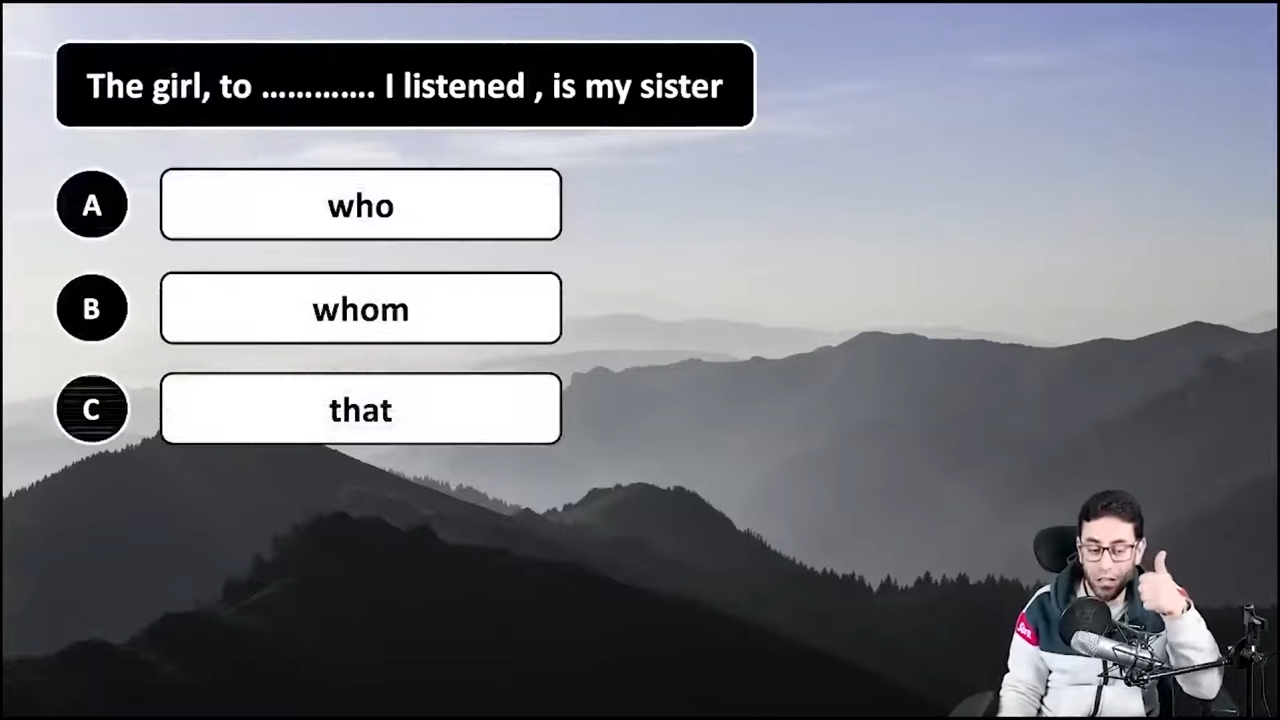 The girl, to ............. I listened , is my sister
A
who
B
whom
C
that